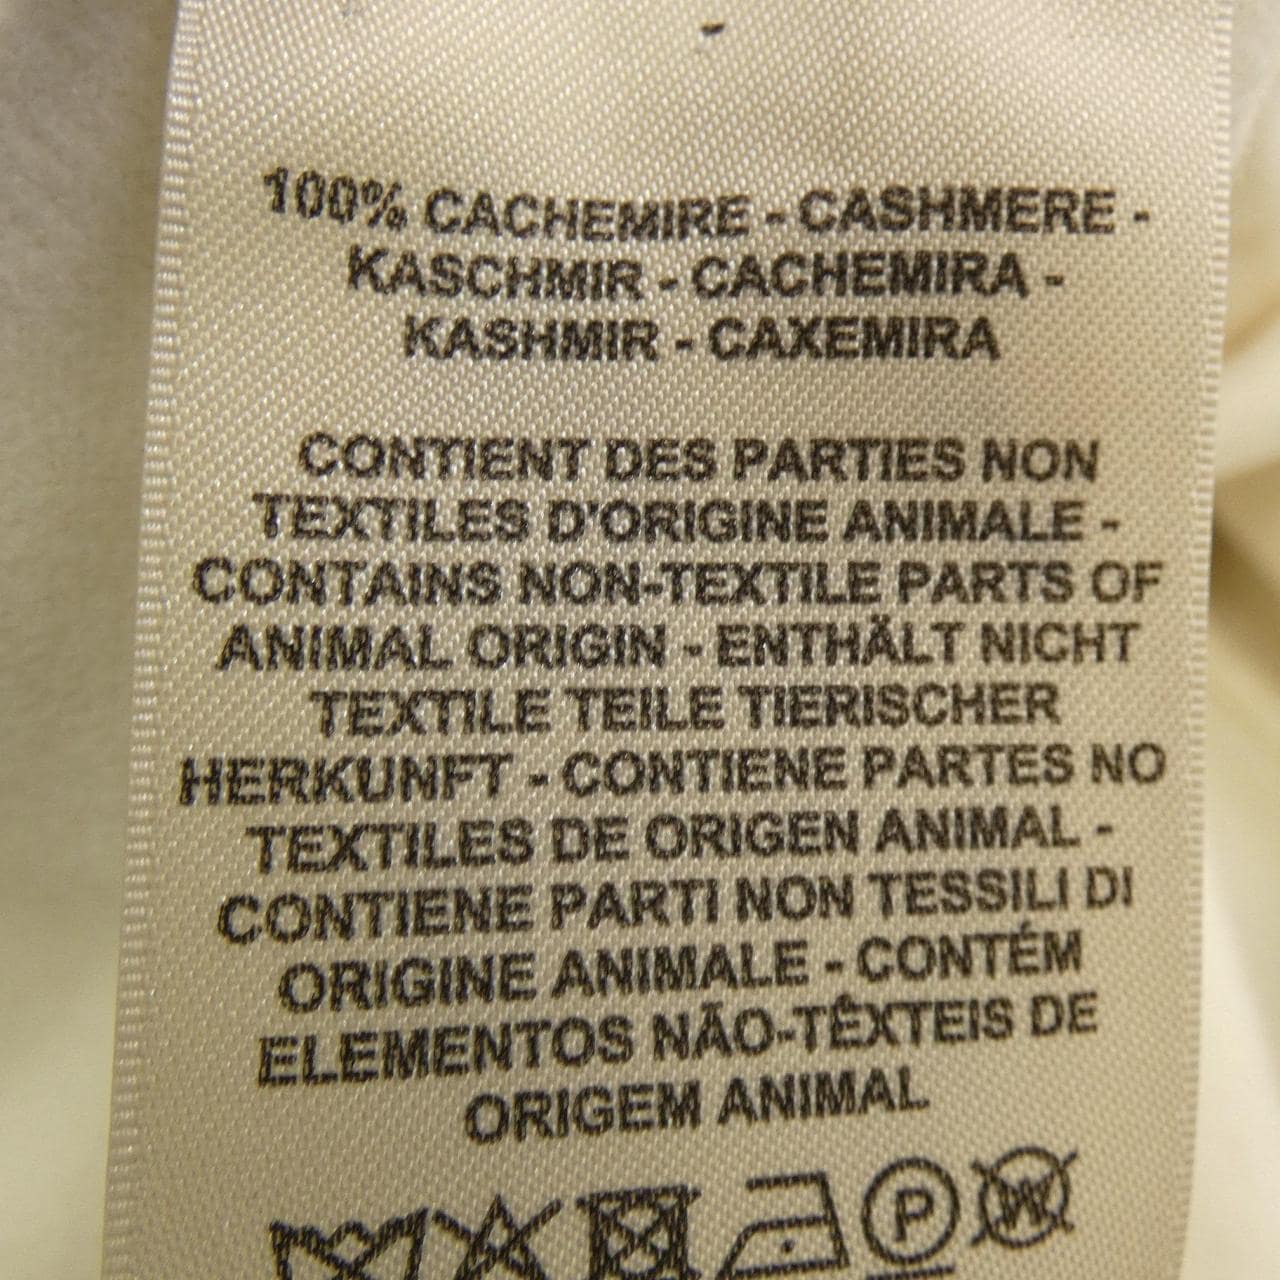 100% CACHEMIRE - CASHMERE -
KASCHMIR - CACHEMIRA -
KASHMIR - CAXEMIRA
CONTIENT DES PARTIES NON
TEXTILES D'ORIGINE ANIMALE -
CONTAINS NON-TEXTILE PARTS OF
ANIMAL ORIGIN - ENTHÄLT NICHT
TEXTILE TEILE TIERISCHER
HERKUNFT - CONTIENE PARTES NO
TEXTILES DE ORIGEN ANIMAL -
CONTIENE PARTI NON TESSILI DI
ORIGINE ANIMALE - CONTÉM
ELEMENTOS NÃO-TÊXTEIS DE
ORIGEM ANIMAL
P W